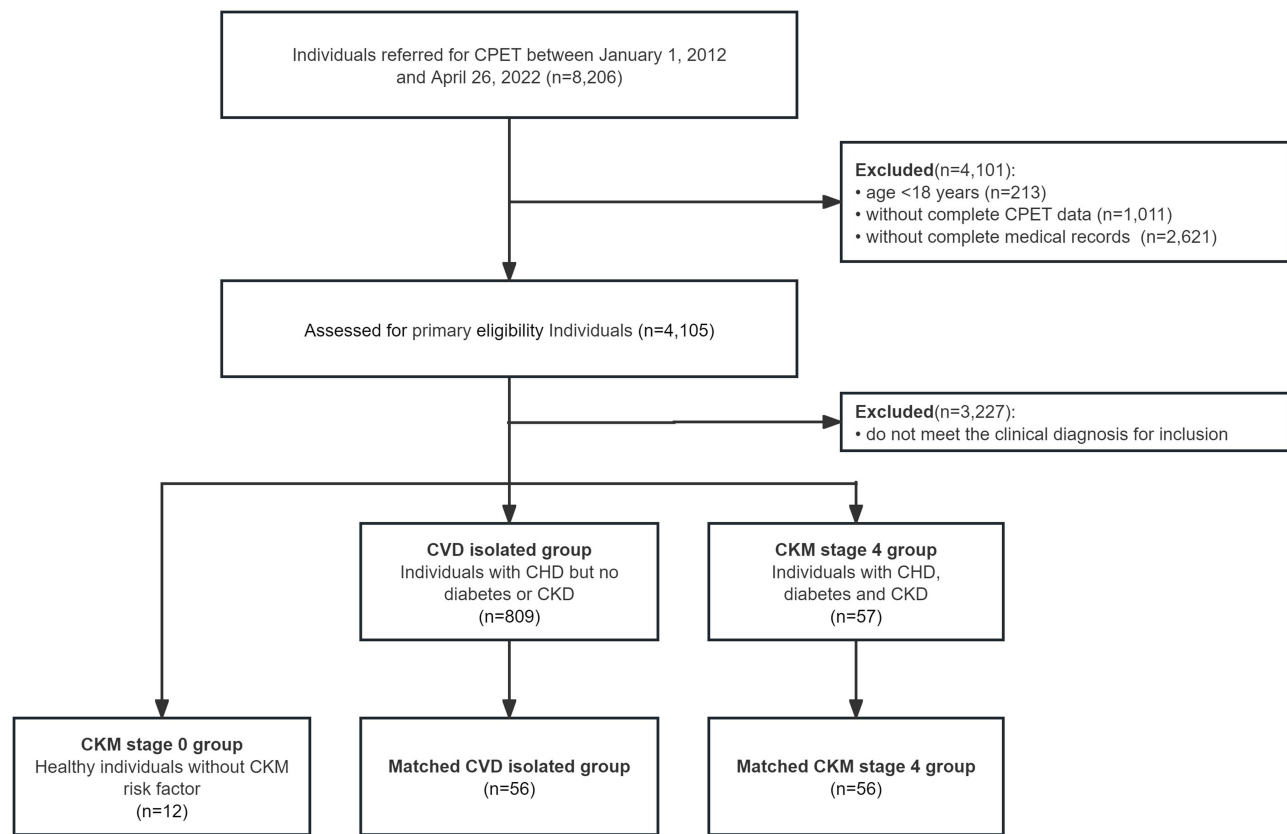 Individuals referred for CPET between January 1, 2012
and April 26, 2022 (n=8,206)
Excluded(n=4,101):
• age <18 years (n=213)
• without complete CPET data (n=1,011)
• without complete medical records  (n=2,621)
Assessed for primary eligibility Individuals (n=4,105)
Excluded(n=3,227):
• do not meet the clinical diagnosis for inclusion
CVD isolated group
Individuals with CHD but no
diabetes or CKD
(n=809)
CKM stage 4 group
Individuals with CHD,
diabetes and CKD
(n=57)
CKM stage 0 group
Healthy individuals without CKM
risk factor
(n=12)
Matched CVD isolated group
(n=56)
Matched CKM stage 4 group
(n=56)